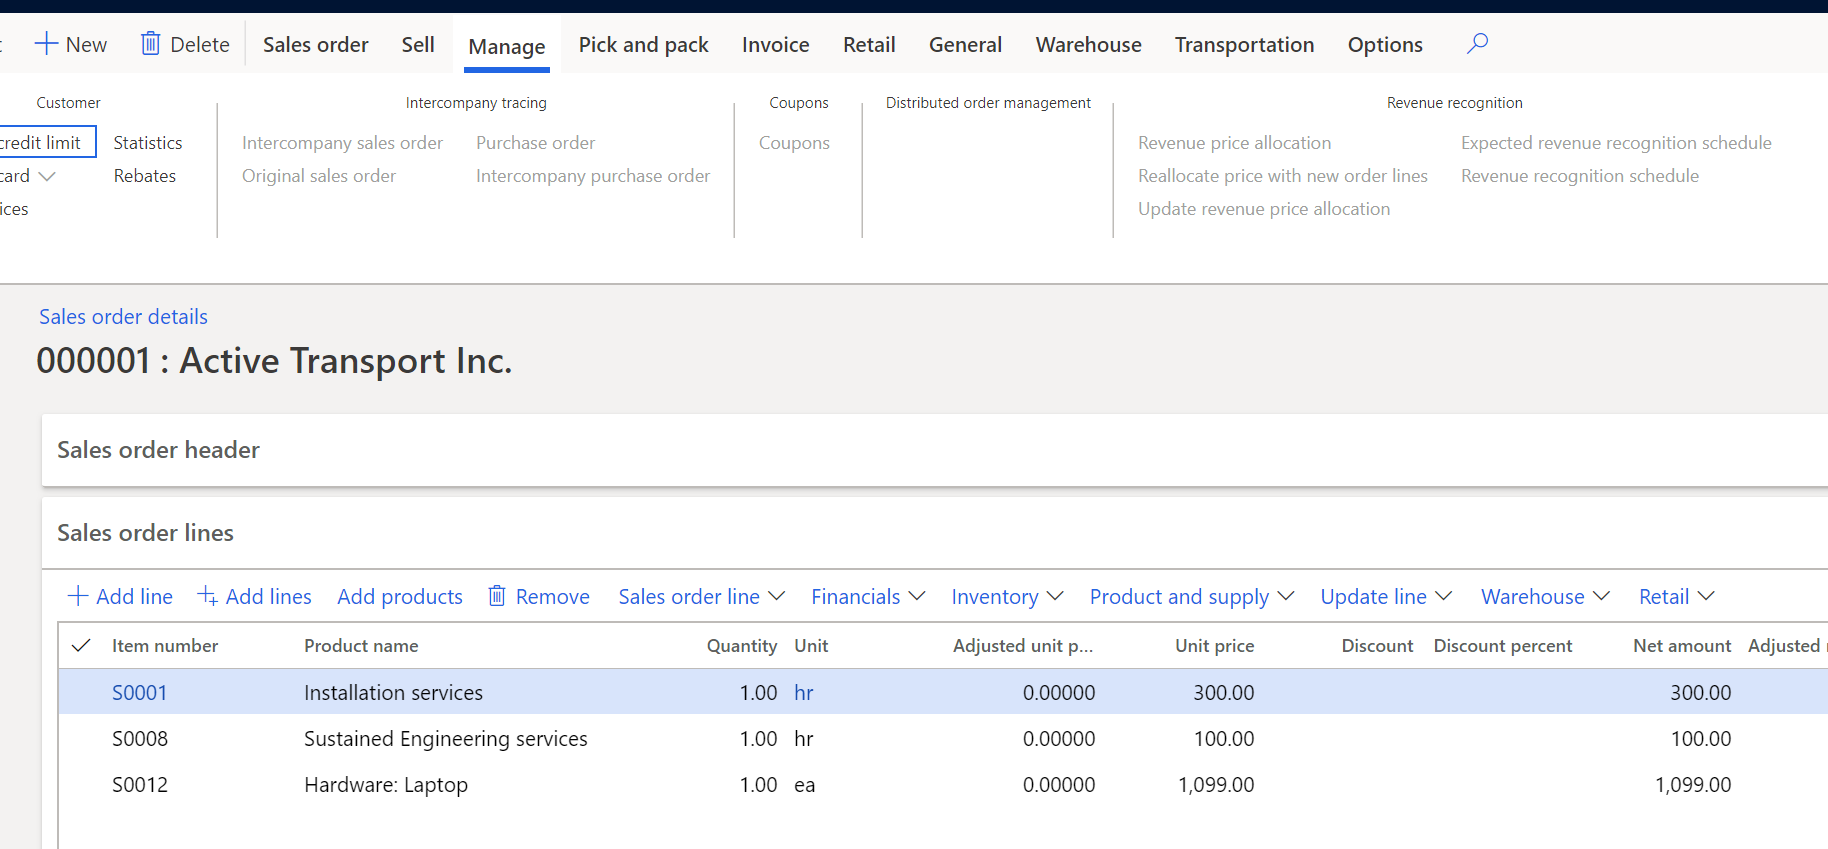 New Delete Sales order Sell Manage Pick and pack Invoice Retail General Warehouse Transportation Options
Customer
credit limit Statistics
card Rebates
ices
Intercompany tracing
Intercompany sales order Purchase order
Original sales order Intercompany purchase order
Coupons
Coupons
Distributed order management
Revenue recognition
Revenue price allocation Expected revenue recognition schedule
Reallocate price with new order lines Revenue recognition schedule
Update revenue price allocation
Sales order details
000001 : Active Transport Inc.
Sales order header
Sales order lines
Add line Add lines Add products Remove Sales order line Financials Inventory Product and supply Update line Warehouse Retail
Item number Product name Quantity Unit Adjusted unit p... Unit price Discount Discount percent Net amount Adjusted
S0001 Installation services 1.00 hr 0.00000 300.00 300.00
S0008 Sustained Engineering services 1.00 hr 0.00000 100.00 100.00
S0012 Hardware: Laptop 1.00 ea 0.00000 1,099.00 1,099.00